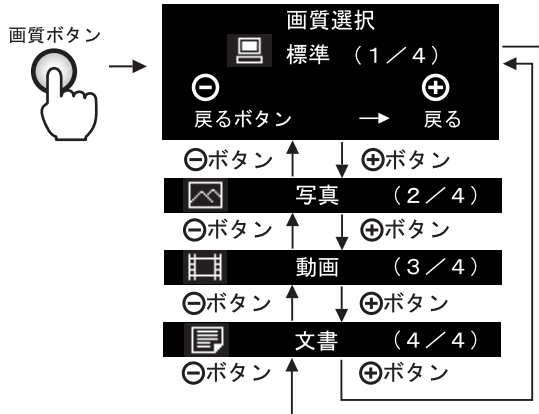 画質ボタン
画質選択
標準 （1／4）
⊖ ⊕
戻るボタン → 戻る
⊖ボタン ⊕ボタン
写真 （2／4）
⊖ボタン ⊕ボタン
動画 （3／4）
⊖ボタン ⊕ボタン
文書 （4／4）
⊖ボタン ⊕ボタン